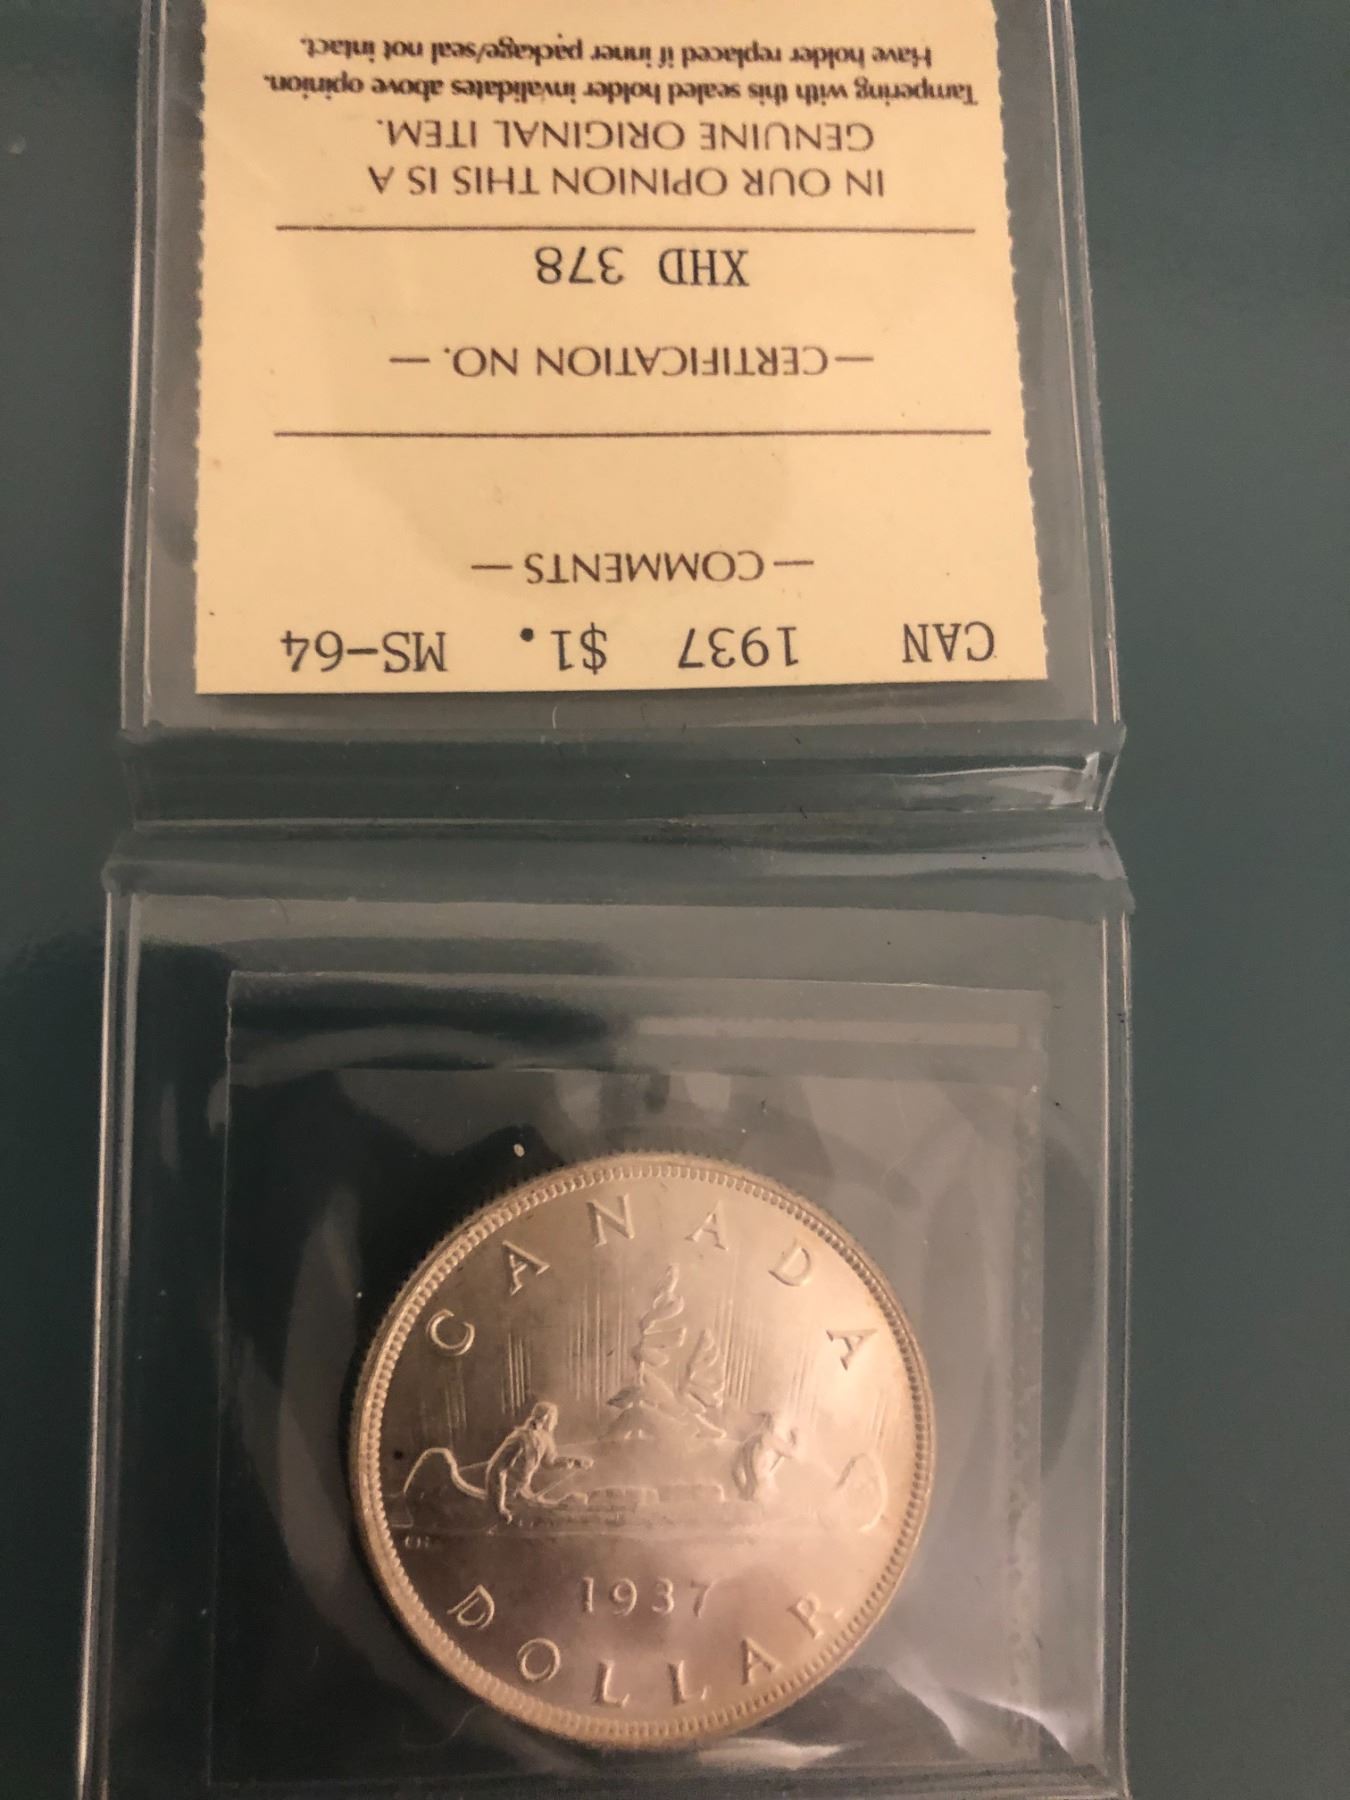 CAN 1937 $1. MS-64
— COMMENTS —
— CERTIFICATION NO. —
XHD 378
IN OUR OPINION THIS IS A
GENUINE ORIGINAL ITEM.
Tampering with this sealed holder invalidates above opinion.
Have holder replaced if inner package/seal not intact.
CANADA
1937
DOLLAR